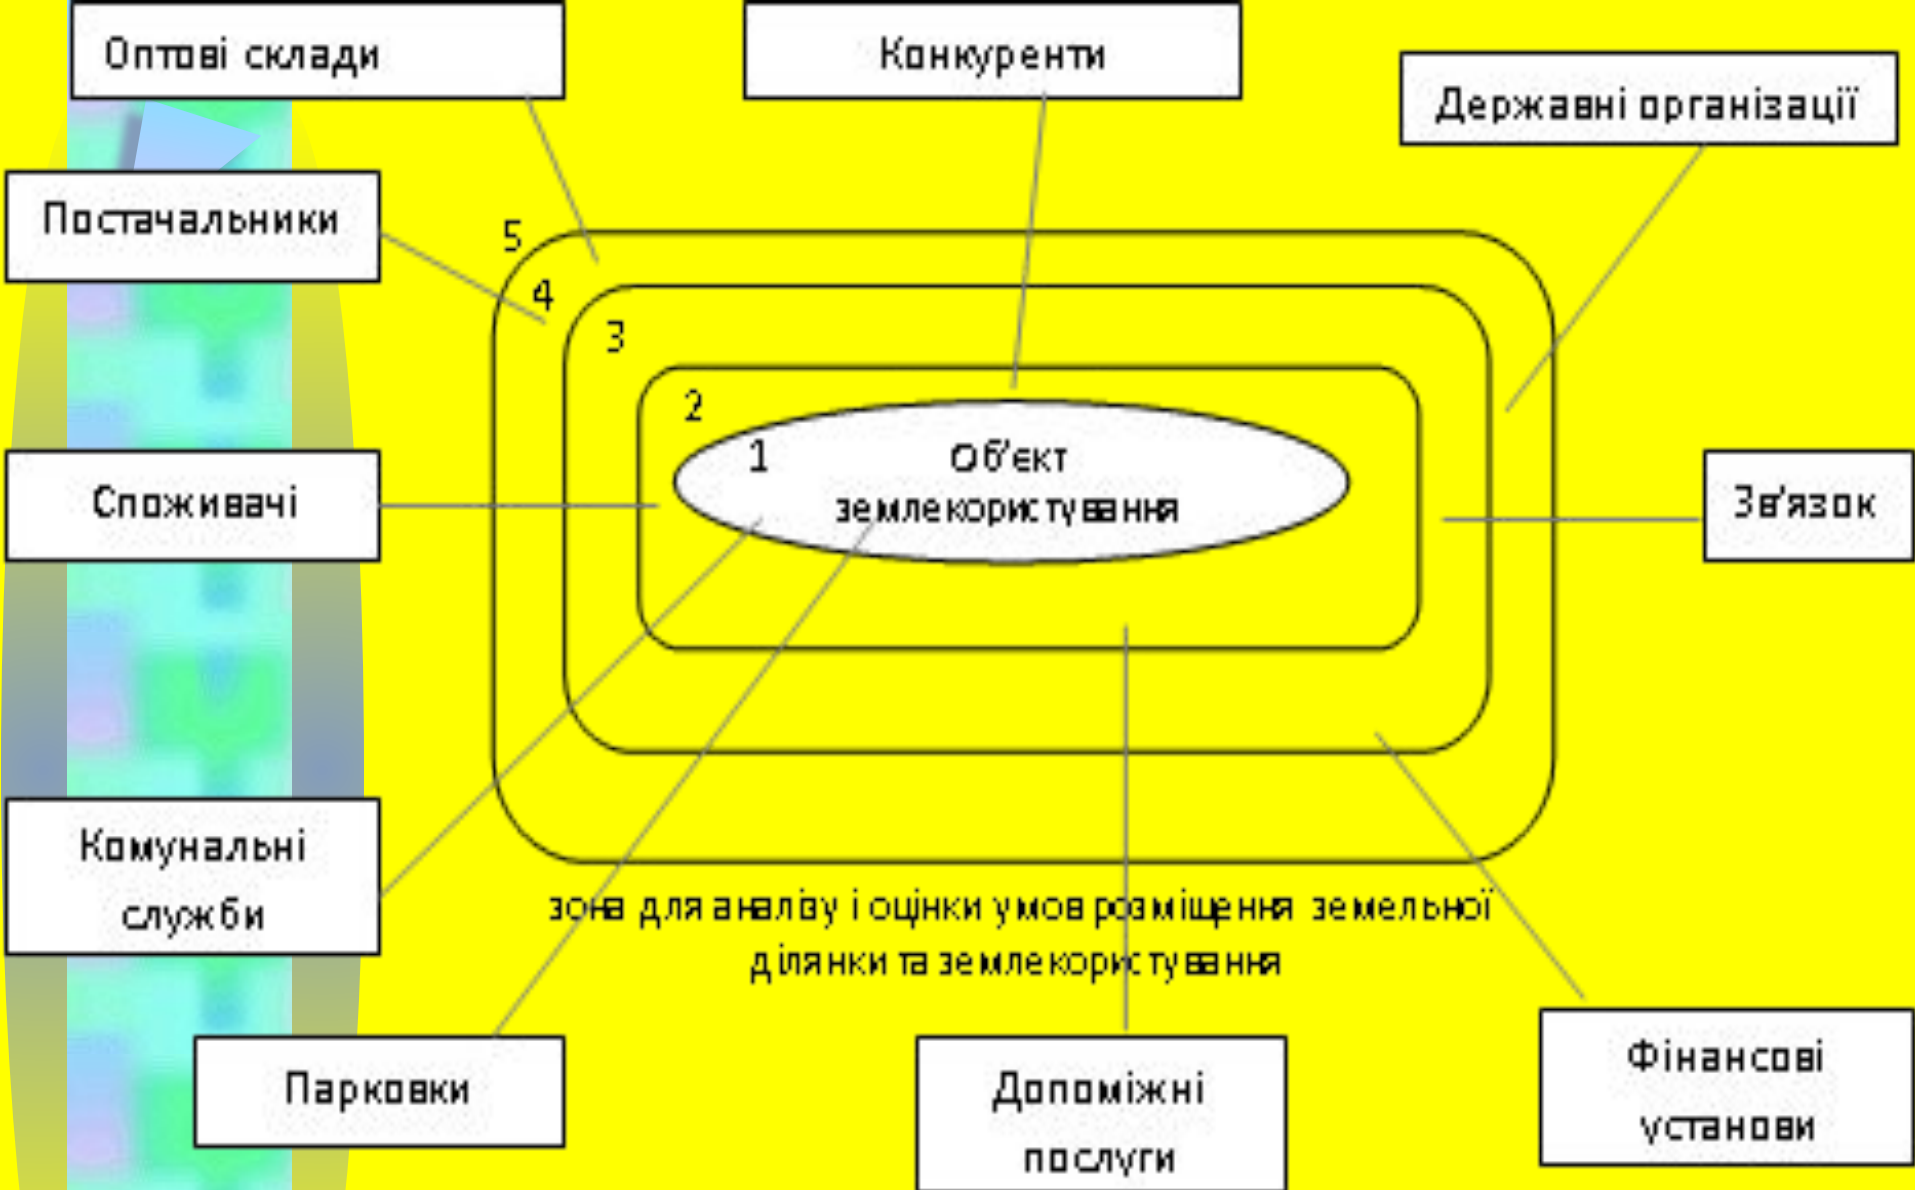 Оптові склади
Конкуренти
Державні організації
Постачальники
5
4
3
2
1
Об'єкт
землекористування
Споживачі
Зв'язок
Комунальні
служби
зона для аналізу і оцінки умов розміщення земельної
ділянки та землекористування
Парковки
Допоміжні
послуги
Фінансові
установи